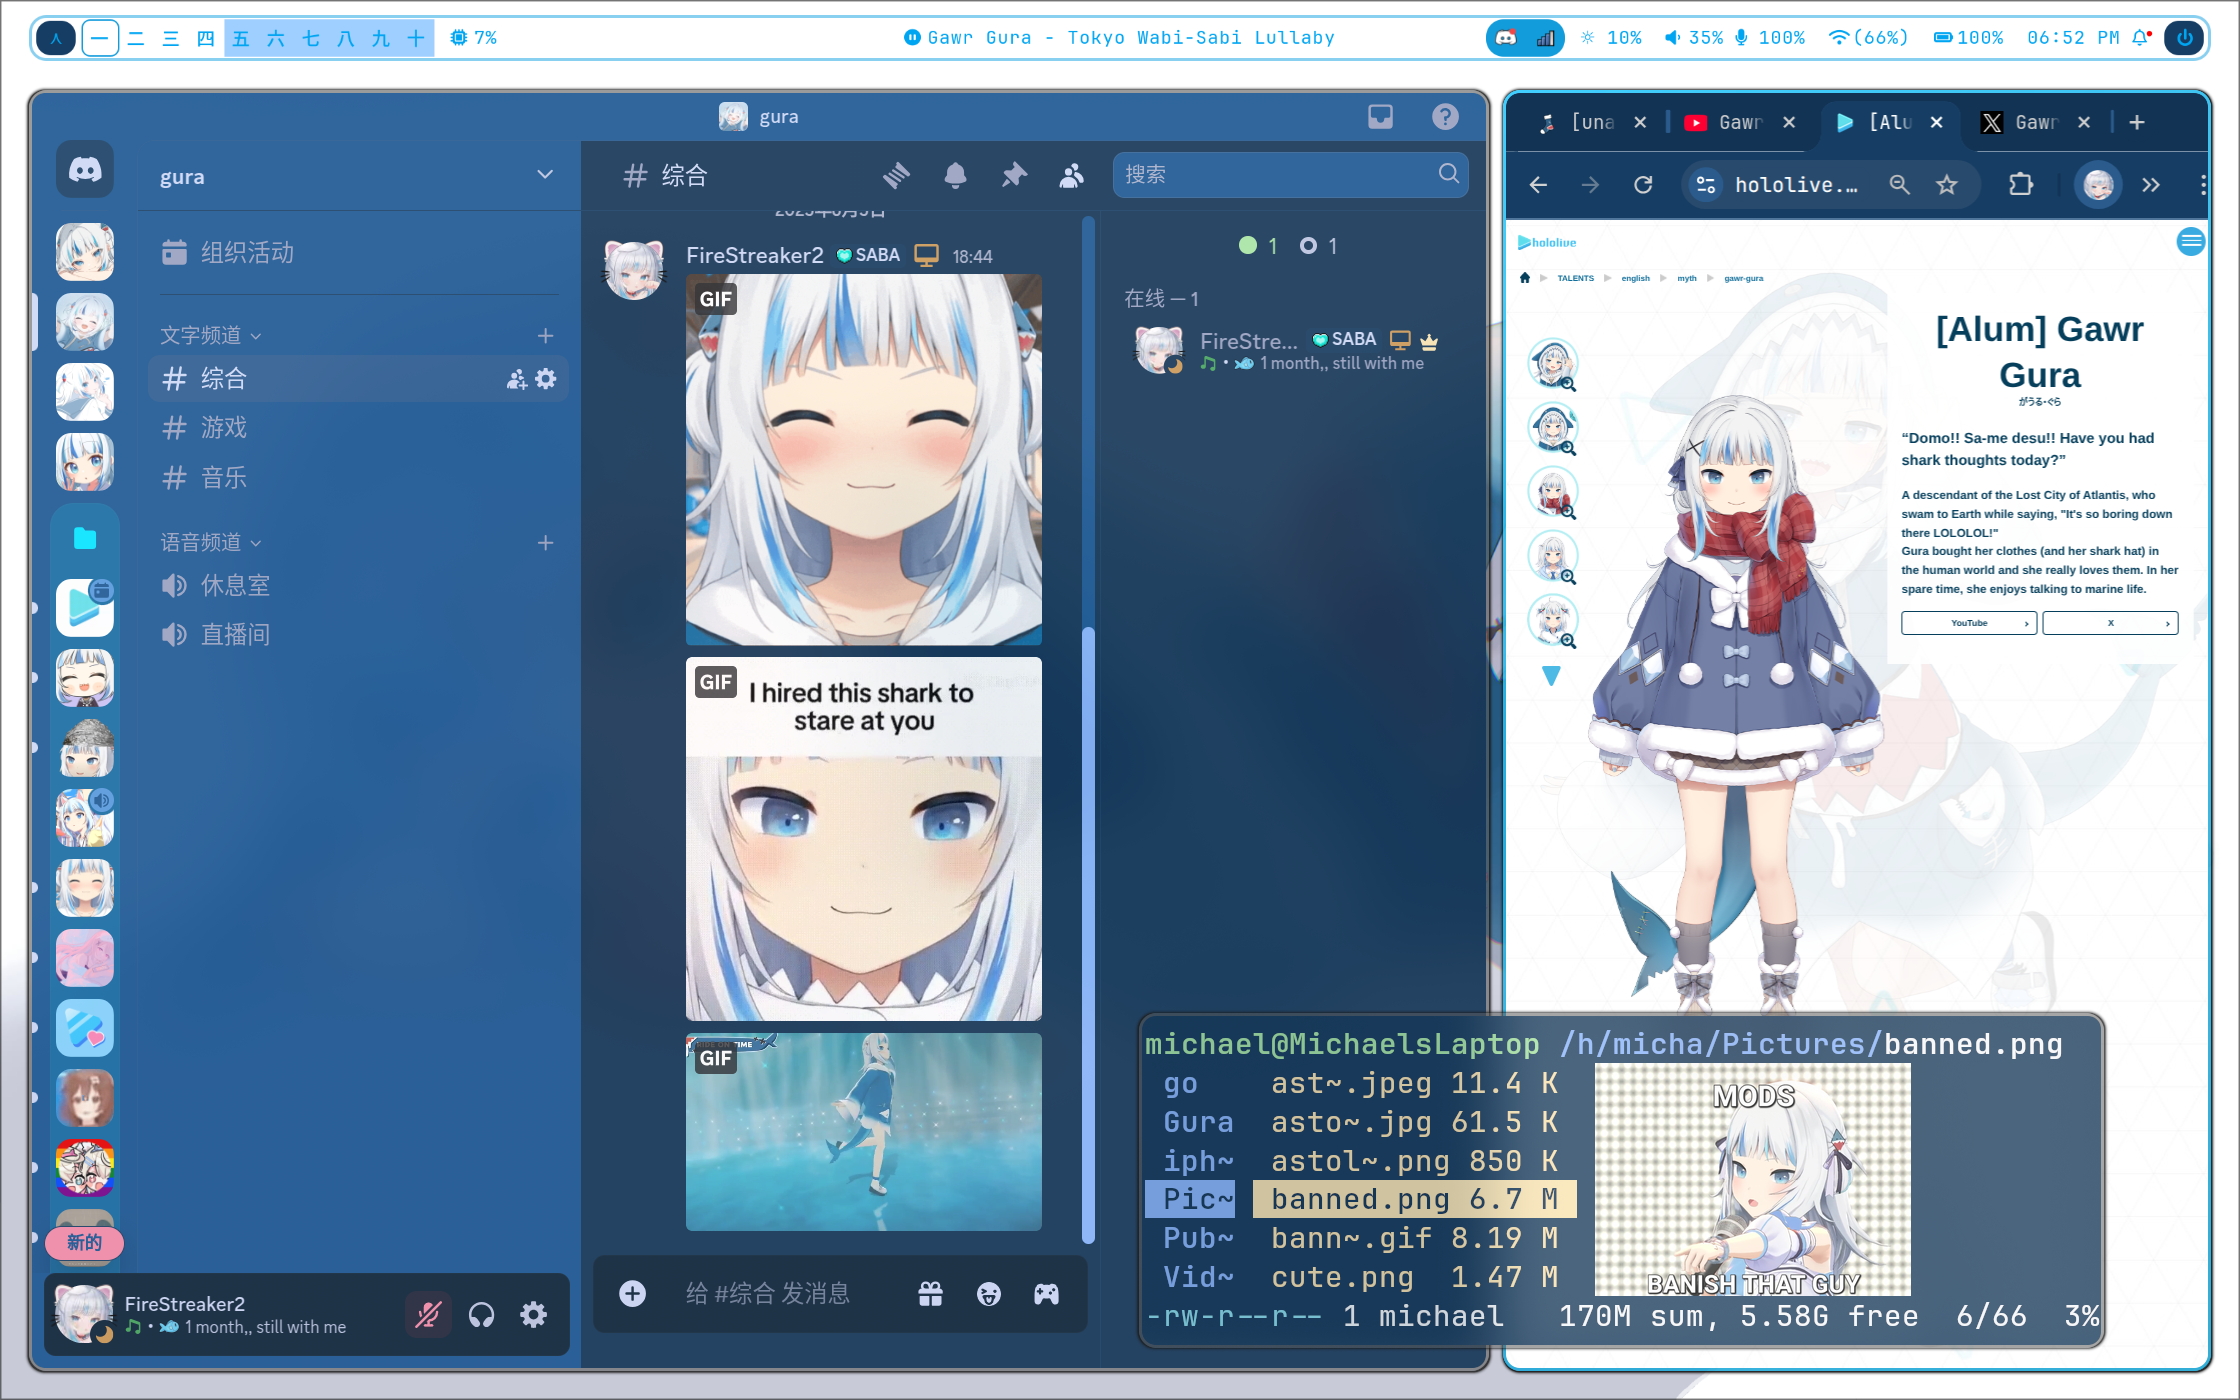 人 一 二 三 四 五 六 七 八 九 十 7%
Gawr Gura - Tokyo Wabi-Sabi Lullaby
10% 35% 100% (66%) 100% 06:52 PM
gura
gura
组织活动
文字频道
综合
游戏
音乐
语音频道
休息室
直播间
新的
FireStreaker2
1 month,, still with me
综合
搜索
FireStreaker2 SABA 18:44
GIF
GIF
I hired this shark to
stare at you
GIF
RIDE ON TIME
给 #综合 发消息
1 1
在线 — 1
FireStre... SABA
1 month,, still with me
[una
Gawr
[Alu
Gawr
hololive....
hololive
TALENTS english myth gawr-gura
[Alum] Gawr
Gura
がうる・ぐら
“Domo!! Sa-me desu!! Have you had
shark thoughts today?”
A descendant of the Lost City of Atlantis, who
swam to Earth while saying, "It's so boring down
there LOLOLOL!"
Gura bought her clothes (and her shark hat) in
the human world and she really loves them. In her
spare time, she enjoys talking to marine life.
YouTube
X
michael@MichaelsLaptop /h/micha/Pictures/banned.png
go ast~.jpeg 11.4 K
Gura asto~.jpg 61.5 K
iph~ astol~.png 850 K
Pic~ banned.png 6.7 M
Pub~ bann~.gif 8.19 M
Vid~ cute.png 1.47 M
MODS
BANISH THAT GUY
-rw-r--r-- 1 michael 170M sum, 5.58G free 6/66 3%